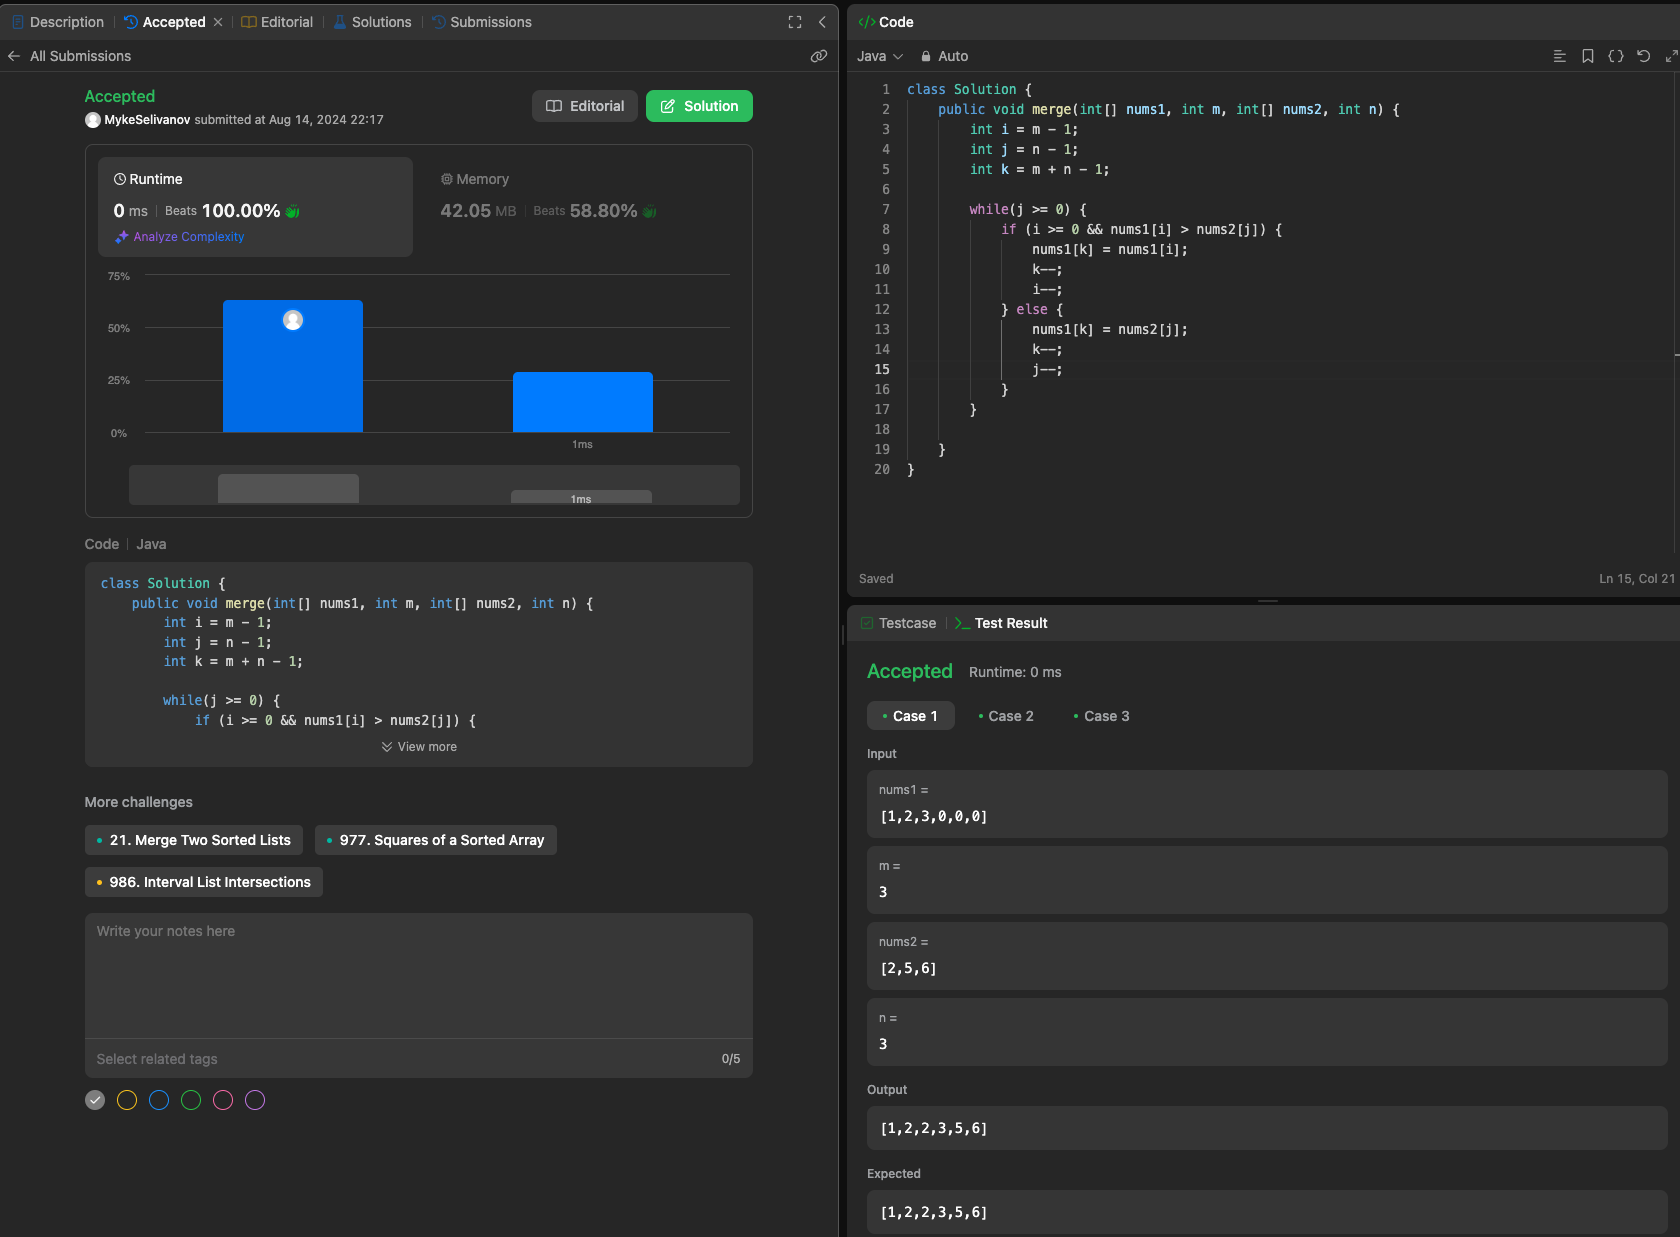 Description
Accepted
Editorial
Solutions
Submissions
All Submissions
Accepted
MykeSelivanov submitted at Aug 14, 2024 22:17
Editorial
Solution
Runtime
0 ms Beats 100.00%
Analyze Complexity
Memory
42.05 MB Beats 58.80%
75%
50%
25%
0%
1ms
1ms
Code Java
class Solution {
    public void merge(int[] nums1, int m, int[] nums2, int n) {
        int i = m - 1;
        int j = n - 1;
        int k = m + n - 1;
        while(j >= 0) {
            if (i >= 0 && nums1[i] > nums2[j]) {
View more
More challenges
21. Merge Two Sorted Lists
977. Squares of a Sorted Array
986. Interval List Intersections
Write your notes here
Select related tags
0/5
</> Code
Java
Auto
1 class Solution {
2     public void merge(int[] nums1, int m, int[] nums2, int n) {
3         int i = m - 1;
4         int j = n - 1;
5         int k = m + n - 1;
6
7         while(j >= 0) {
8             if (i >= 0 && nums1[i] > nums2[j]) {
9                 nums1[k] = nums1[i];
10                 k--;
11                 i--;
12             } else {
13                 nums1[k] = nums2[j];
14                 k--;
15                 j--;
16             }
17         }
18
19     }
20 }
Saved
Ln 15, Col 21
Testcase
Test Result
Accepted
Runtime: 0 ms
Case 1
Case 2
Case 3
Input
nums1 =
[1,2,3,0,0,0]
m =
3
nums2 =
[2,5,6]
n =
3
Output
[1,2,2,3,5,6]
Expected
[1,2,2,3,5,6]